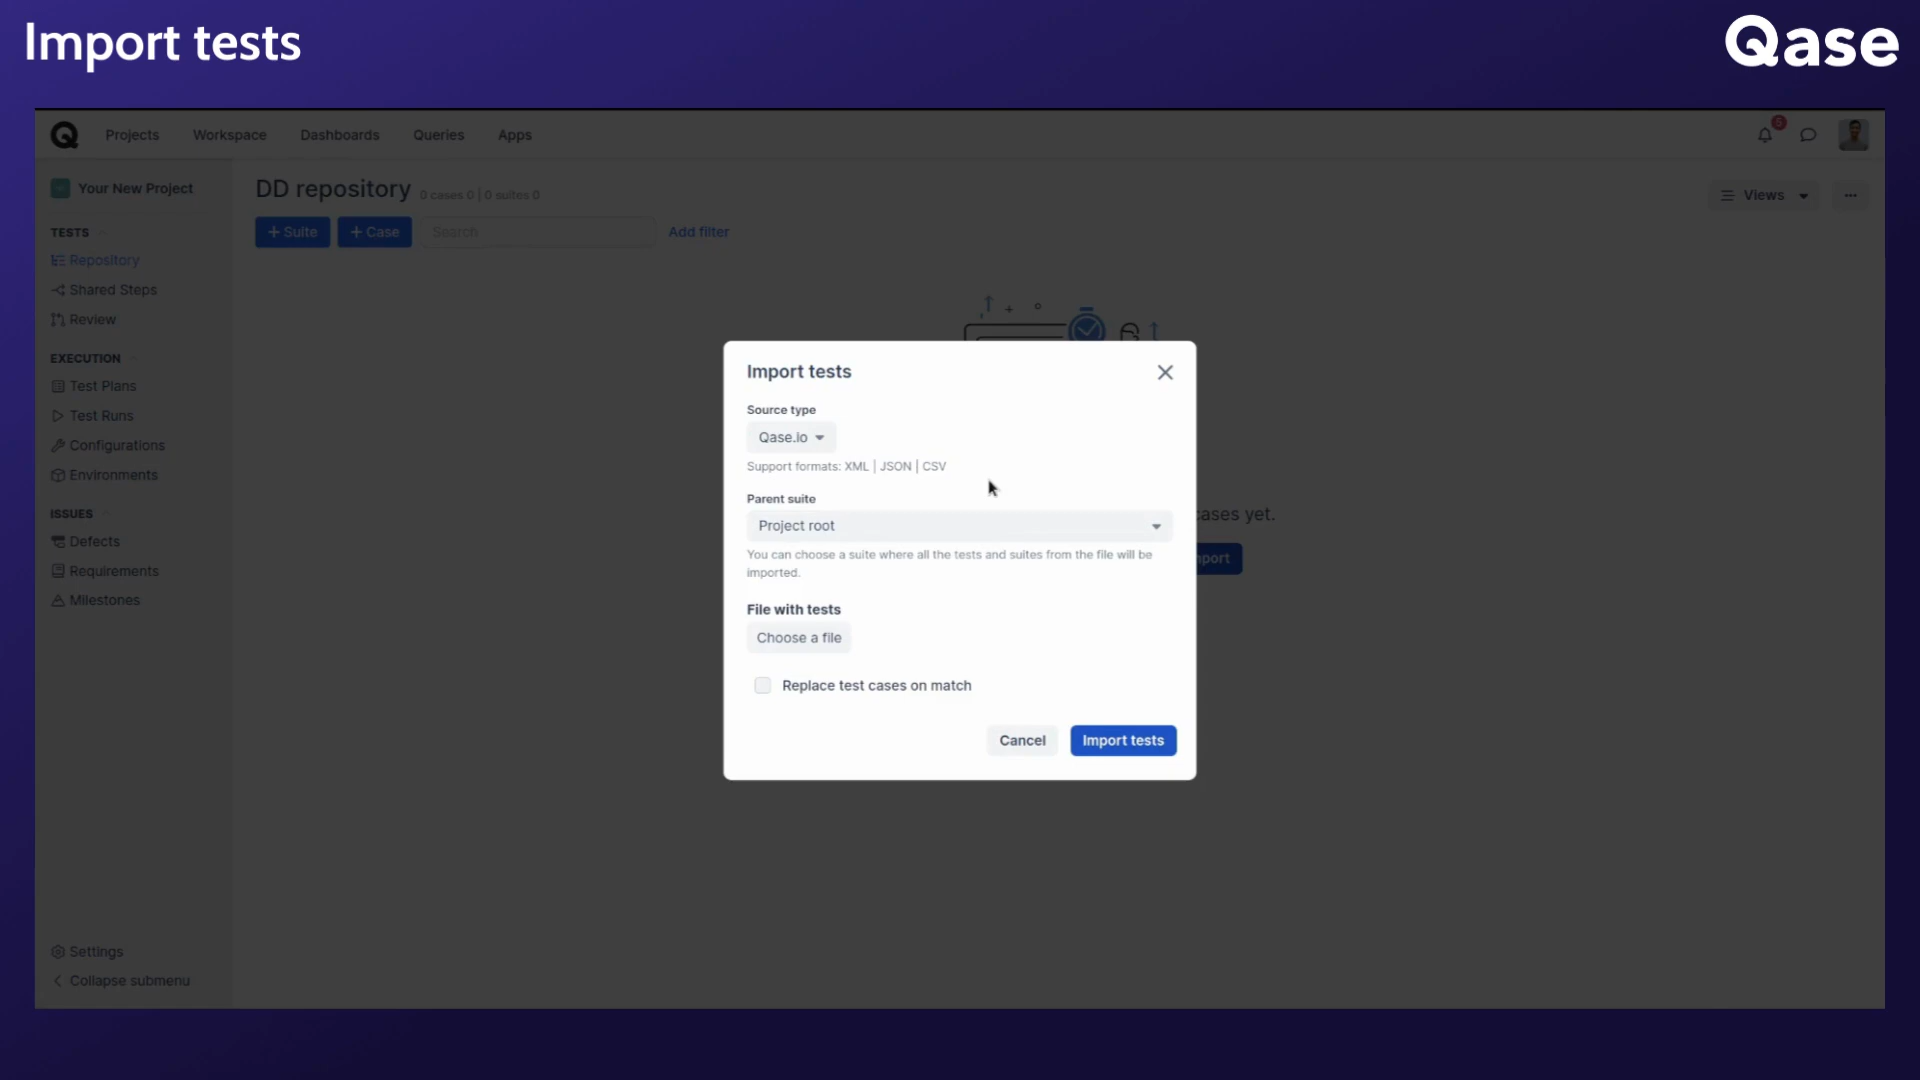 Import tests
Qase
Projects
Workspace
Dashboards
Queries
Apps
5
Your New Project
DD repository
0 cases 0 | 0 suites 0
Views
+ Suite
+ Case
Search
Add filter
TESTS
Repository
Shared Steps
Review
EXECUTION
Test Plans
Test Runs
Configurations
Environments
ISSUES
Defects
Requirements
Milestones
Settings
Collapse submenu
cases yet.
Import tests
Source type
Qase.io
Support formats: XML | JSON | CSV
Parent suite
Project root
You can choose a suite where all the tests and suites from the file will be
imported.
File with tests
Choose a file
Replace test cases on match
Cancel
Import tests